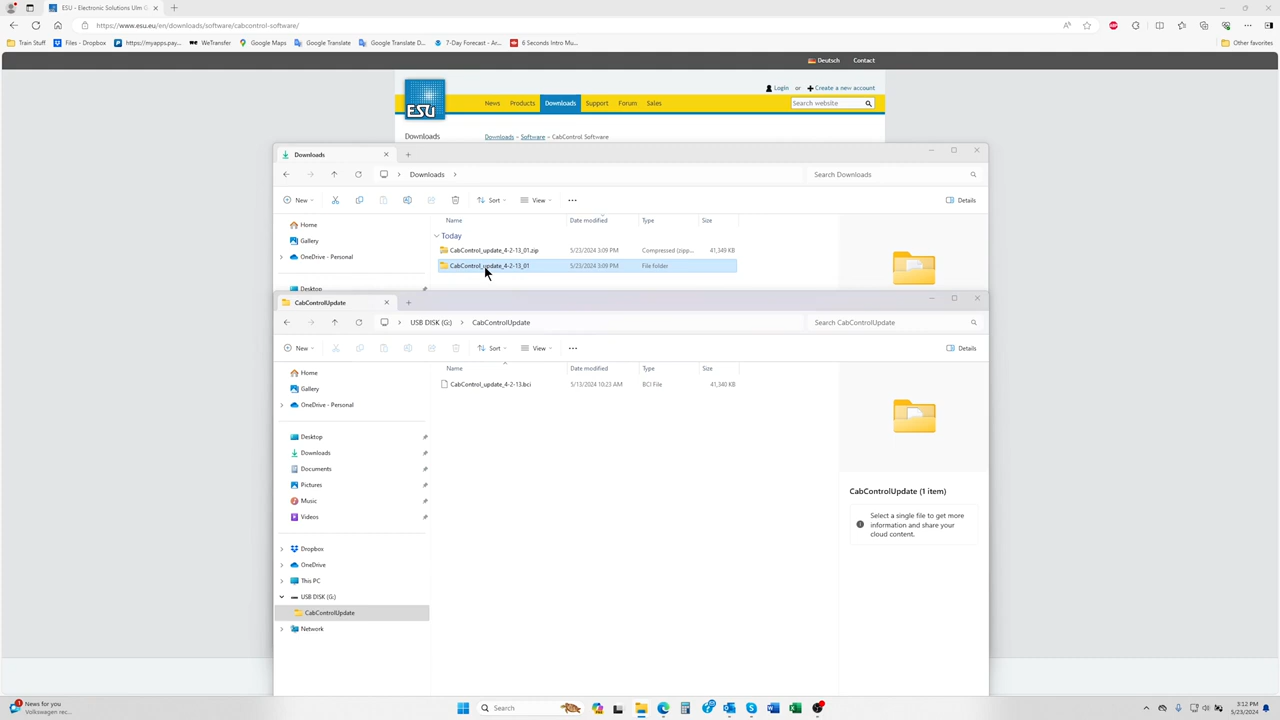 ESU - Electronic Solutions Ulm G
https://www.esu.eu/en/downloads/software/cabcontrol-software/
Train Stuff
Files - Dropbox
https://myapps.pay...
WeTransfer
Google Maps
Google Translate
Google Translate D...
7-Day Forecast - Ar...
6 Seconds Intro Mu...
Other favorites
Deutsch
Contact
Login or Create a new account
ESU
News
Products
Downloads
Support
Forum
Sales
Search website
Downloads
Downloads - Software - CabControl Software
Downloads
Downloads
Search Downloads
New
Sort
View
Details
Name
Date modified
Type
Size
Home
Gallery
OneDrive - Personal
Desktop
Today
CabControl_update_4-2-13_01.zip
5/23/2024 3:09 PM
Compressed (zipp...
41,349 KB
CabControl_update_4-2-13_01
5/23/2024 3:09 PM
File folder
CabControlUpdate
USB DISK (G:)
CabControlUpdate
Search CabControlUpdate
New
Sort
View
Details
Name
Date modified
Type
Size
CabControl_update_4-2-13.bci
5/13/2024 10:23 AM
BCI File
41,340 KB
Home
Gallery
OneDrive - Personal
Desktop
Downloads
Documents
Pictures
Music
Videos
Dropbox
OneDrive
This PC
USB DISK (G:)
CabControlUpdate
Network
CabControlUpdate (1 item)
Select a single file to get more
information and share your
cloud content.
1
News for you
Volkswagen rec...
Search
3:12 PM
5/23/2024